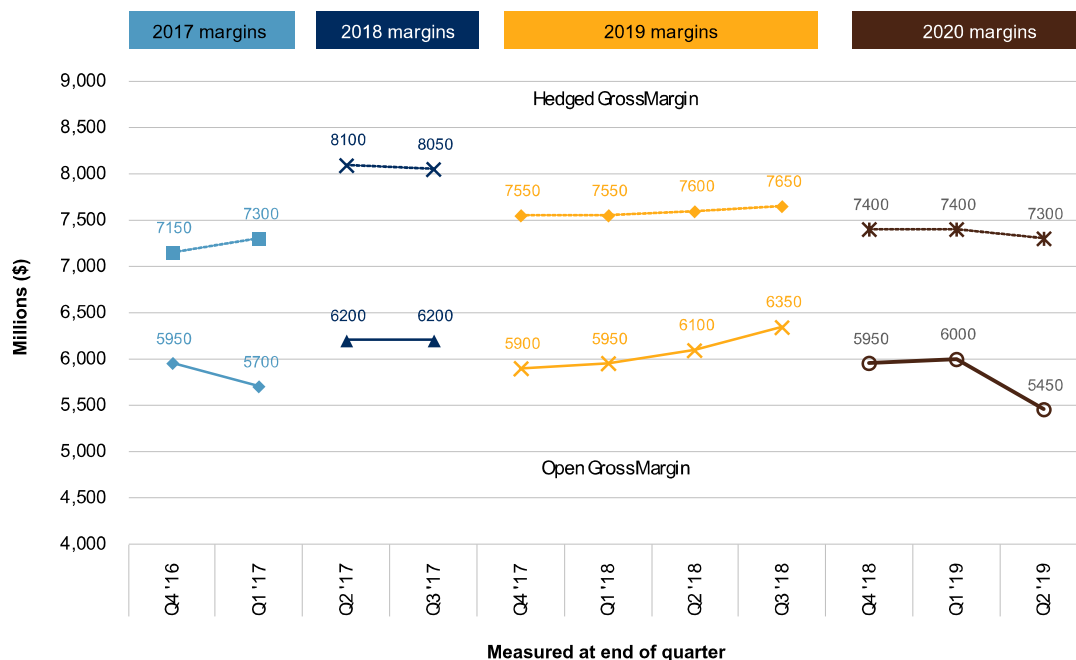 2017 margins 2018 margins 2019 margins 2020 margins
9,000
Hedged GrossMargin
8,500
8100 8050
8,000
7550 7550 7600 7650
7,500
7150 7300
7400 7400 7300
7,000
6,500
6200 6200
6350
6,000
5950 5700
5900 5950 6100
5950 6000 5450
5,500
5,000
Open GrossMargin
4,500
4,000
Millions ($)
Q4 '16 Q1 '17 Q2 '17 Q3 '17 Q4 '17 Q1 '18 Q2 '18 Q3 '18 Q4 '18 Q1 '19 Q2 '19
Measured at end of quarter